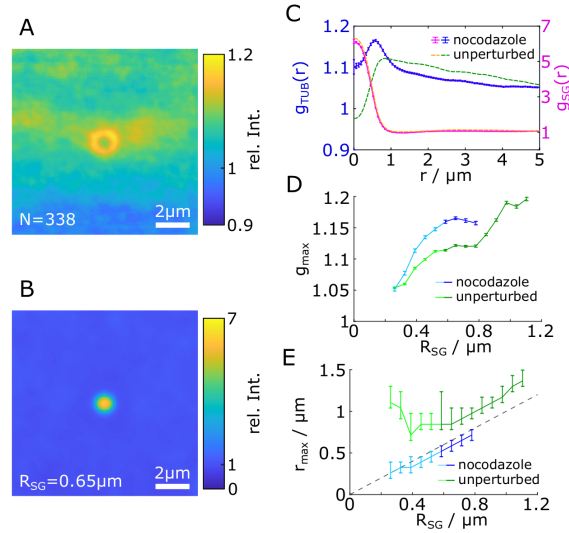 A
1.2
1
0.9
rel. Int.
N=338
2μm
B
7
1
0
rel. Int.
R_SG=0.65μm
2μm
C
1.2
1.1
1
0.9
g_TUB(r)
nocodazole
unperturbed
7
5
3
1
g_SG(r)
0
1
2
3
4
5
r / μm
D
1.2
1.15
1.1
1.05
1
g_max
nocodazole
unperturbed
0
0.4
0.8
1.2
R_SG / μm
E
1.5
1
0.5
0
r_max / μm
nocodazole
unperturbed
0
0.4
0.8
1.2
R_SG / μm